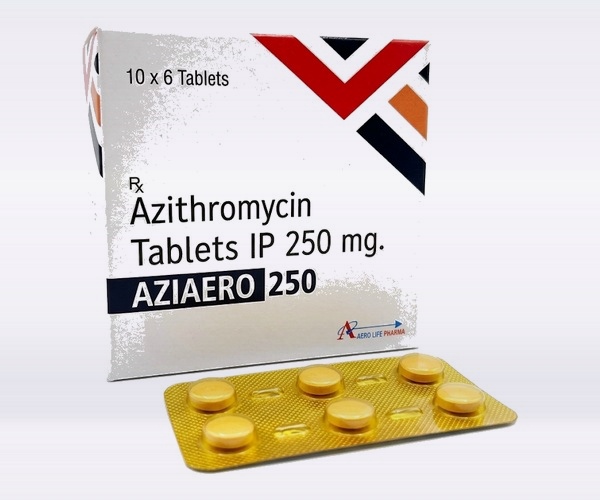 10 x 6 Tablets
Rx
Azithromycin
Tablets IP 250 mg.
AZIAERO 250
AERO LIFE PHARMA